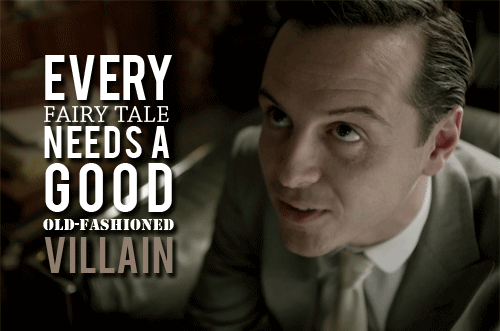 EVERY
FAIRY TALE
NEEDS A
GOOD
OLD-FASHIONED
VILLAIN